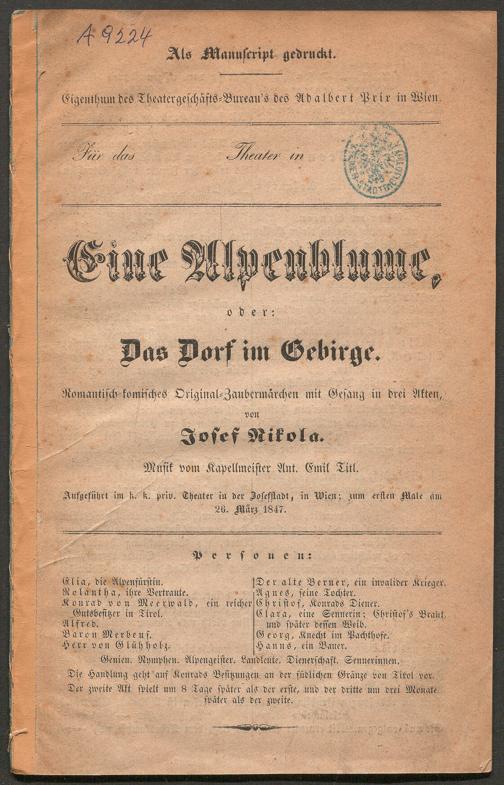 A 9224
Als Manuscript gedruckt.
Eigenthum des Theatergeschäfts-Bureau's des Adalbert Prix in Wien.
Für das Theater in
Eine Alpenblume,
oder:
Das Dorf im Gebirge.
Romantisch-komisches Original-Zaubermärchen mit Gesang in drei Akten,
von
Josef Nikola.
Musik vom Kapellmeister Ant. Emil Titl.
Aufgeführt im k. k. priv. Theater in der Josefstadt, in Wien; zum ersten Male am
26. März 1847.
Personen:
Elia, die Alpenfürstin.
Rolantha, ihre Vertraute.
Konrad von Meerwald, ein reicher
Gutsbesitzer in Tirol.
Alfred.
Baron Merbens.
Herr von Glühholz.
Der alte Berner, ein invalider Krieger.
Agnes, seine Tochter.
Christof, Konrads Diener.
Clara, eine Sennerin; Christof's Braut
und später dessen Weib.
Georg, Knecht im Pachthofe.
Hanns, ein Bauer.
Genien. Nymphen. Alpengeister. Landleute. Dienerschaft. Sennerinnen.
Die Handlung geht auf Konrads Besitzungen an der südlichen Gränze von Tirol vor.
Der zweite Akt spielt um 8 Tage später als der erste, und der dritte um drei Monate
später als der zweite.